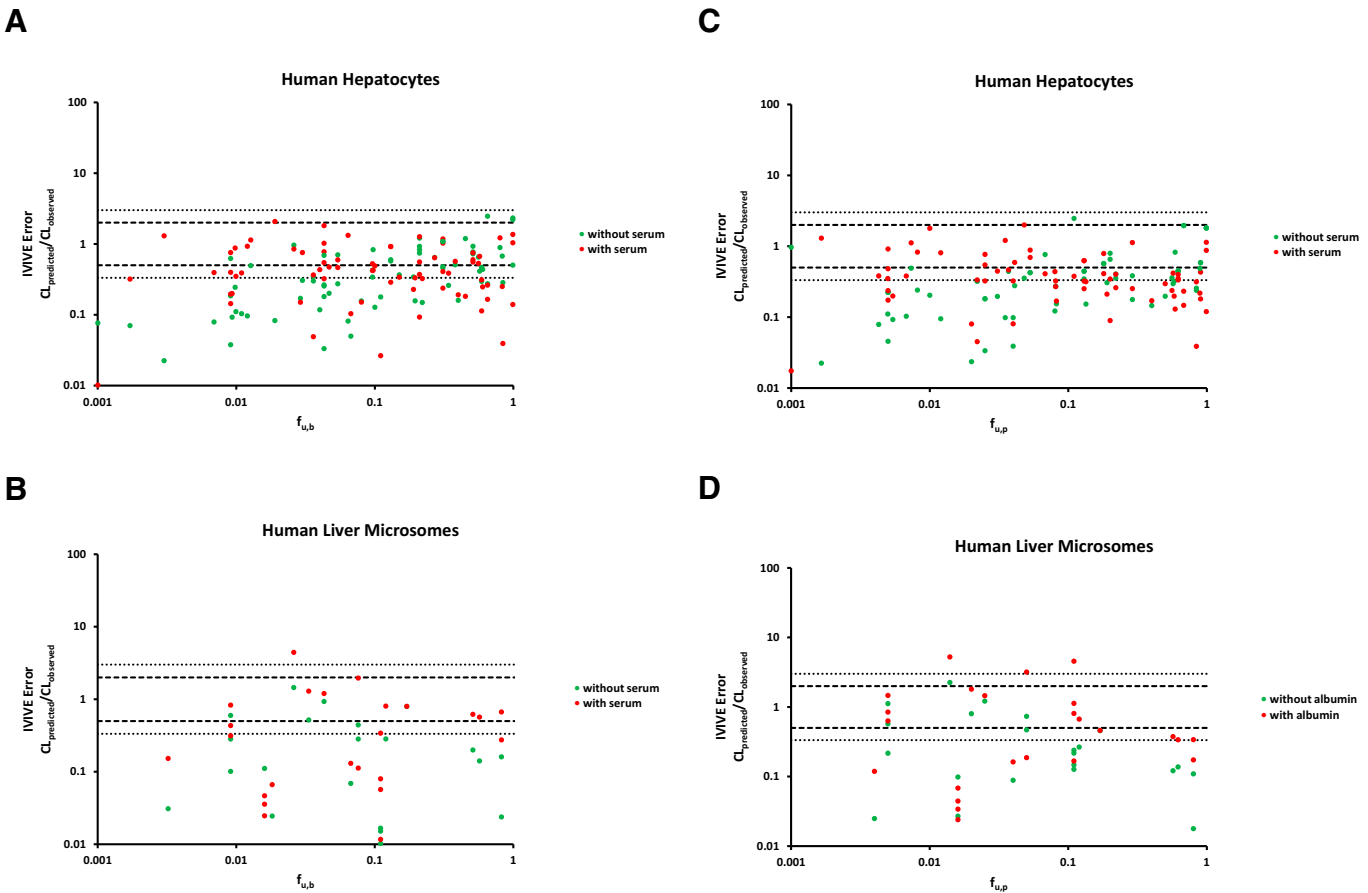 A
Human Hepatocytes
IVIVE Error
CLpredicted/CLobserved
100
10
1
0.1
0.01
0.001
0.01
0.1
1
fu,b
without serum
with serum
C
Human Hepatocytes
IVIVE Error
CLpredicted/CLobserved
100
10
1
0.1
0.01
0.001
0.01
0.1
1
fu,p
without serum
with serum
B
Human Liver Microsomes
IVIVE Error
CLpredicted/CLobserved
100
10
1
0.1
0.01
0.001
0.01
0.1
1
fu,b
without serum
with serum
D
Human Liver Microsomes
IVIVE Error
CLpredicted/CLobserved
100
10
1
0.1
0.01
0.001
0.01
0.1
1
fu,p
without albumin
with albumin